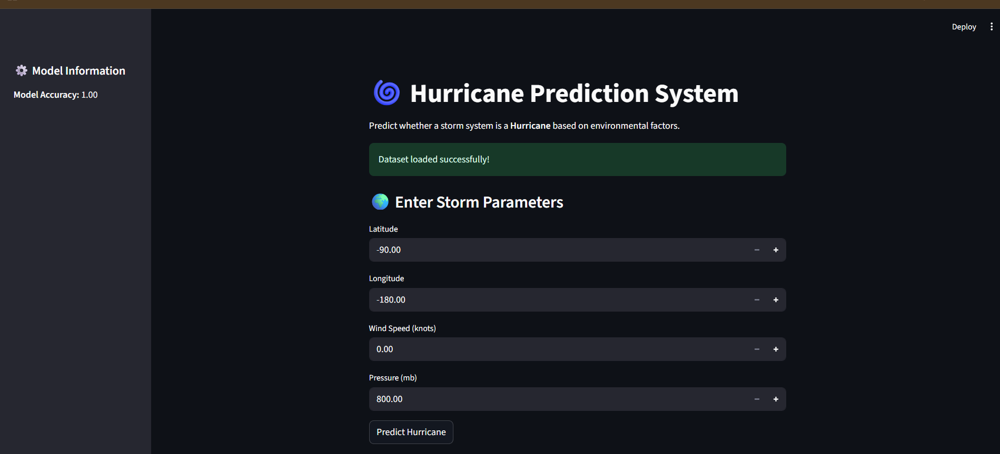 Deploy
Model Information
Model Accuracy: 1.00
Hurricane Prediction System
Predict whether a storm system is a Hurricane based on environmental factors.
Dataset loaded successfully!
Enter Storm Parameters
Latitude
-90.00
Longitude
-180.00
Wind Speed (knots)
0.00
Pressure (mb)
800.00
Predict Hurricane